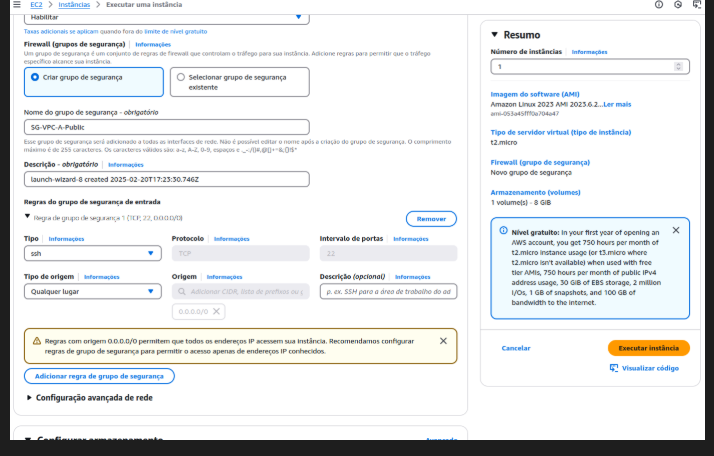 EC2 > Instâncias > Executar uma instância
Habilitar
Taxas adicionais se aplicam quando fora do limite de nível gratuito
Firewall (grupos de segurança) | Informações
Um grupo de segurança é um conjunto de regras de firewall que controlam o tráfego para sua instância. Adicione regras para permitir que o tráfego
específico alcance sua instância.
Criar grupo de segurança
Selecionar grupo de segurança
existente
Nome do grupo de segurança - obrigatório
SG-VPC-A-Public
Esse grupo de segurança será adicionado a todas as interfaces de rede. Não é possível editar o nome após a criação do grupo de segurança. O comprimento
máximo é de 255 caracteres. Os caracteres válidos são: a-z, A-Z, 0-9, espaços e ._-:/()#,@[]+=&;{}!$*
Descrição - obrigatório | Informações
launch-wizard-8 created 2025-02-20T17:23:30.746Z
Regras do grupo de segurança de entrada
Regra de grupo de segurança 1 (TCP, 22, 0.0.0.0/0)
Remover
Tipo | Informações
Protocolo | Informações
Intervalo de portas | Informações
ssh
TCP
22
Tipo de origem | Informações
Origem | Informações
Descrição (opcional) | Informações
Qualquer lugar
Adicionar CIDR, lista de prefixos ou g
p. ex. SSH para a área de trabalho do ad
0.0.0.0/0
Regras com origem 0.0.0.0/0 permitem que todos os endereços IP acessem sua instância. Recomendamos configurar
regras de grupo de segurança para permitir o acesso apenas de endereços IP conhecidos.
Adicionar regra de grupo de segurança
Configuração avançada de rede
Configurar armazenamento
Avançado
Resumo
Número de instâncias | Informações
1
Imagem do software (AMI)
Amazon Linux 2023 AMI 2023.6.2...Ler mais
ami-053a45fff0a704a47
Tipo de servidor virtual (tipo de instância)
t2.micro
Firewall (grupo de segurança)
Novo grupo de segurança
Armazenamento (volumes)
1 volume(s) - 8 GiB
Nível gratuito: In your first year of opening an
AWS account, you get 750 hours per month of
t2.micro instance usage (or t3.micro where
t2.micro isn't available) when used with free
tier AMIs, 750 hours per month of public IPv4
address usage, 30 GiB of EBS storage, 2 million
I/Os, 1 GB of snapshots, and 100 GB of
bandwidth to the internet.
Cancelar
Executar instância
Visualizar código